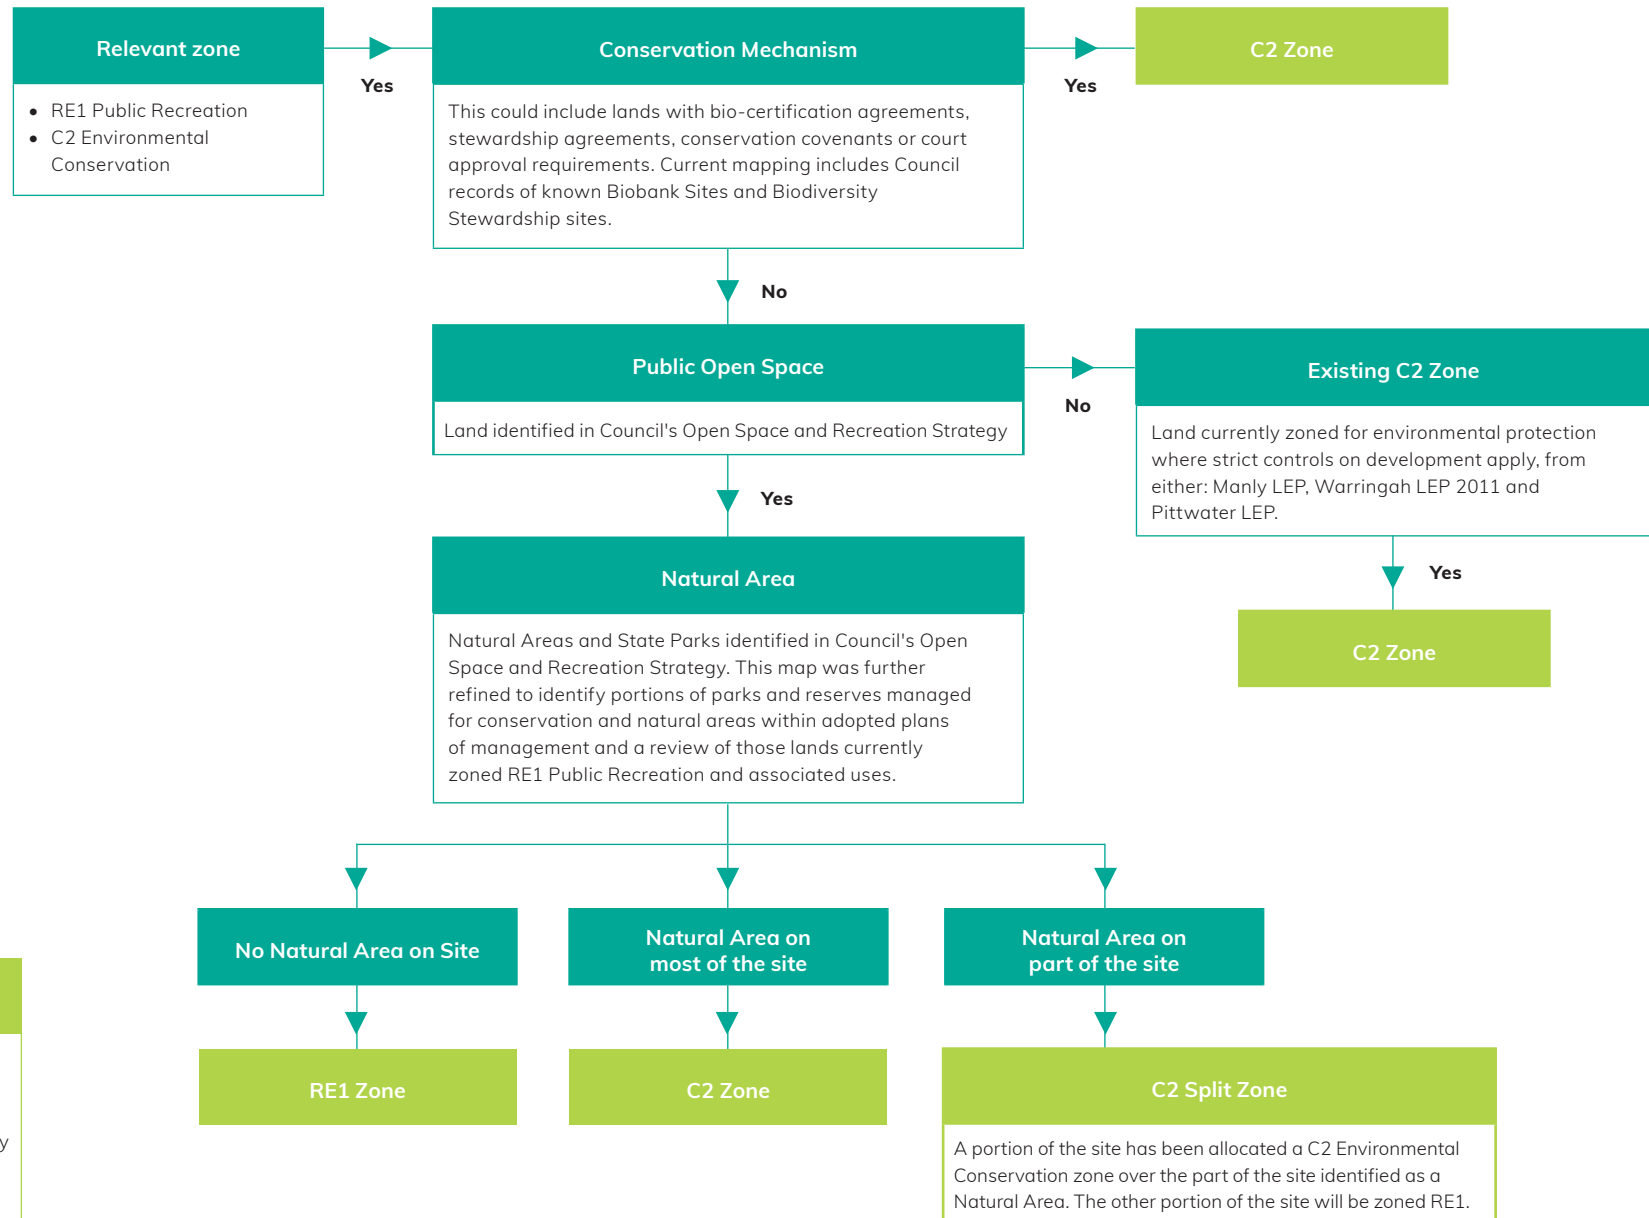 Relevant zone
• RE1 Public Recreation
• C2 Environmental
Conservation
Yes
Conservation Mechanism
This could include lands with bio-certification agreements,
stewardship agreements, conservation covenants or court
approval requirements. Current mapping includes Council
records of known Biobank Sites and Biodiversity
Stewardship sites.
Yes
C2 Zone
No
Public Open Space
Land identified in Council's Open Space and Recreation Strategy
No
Existing C2 Zone
Land currently zoned for environmental protection
where strict controls on development apply, from
either: Manly LEP, Warringah LEP 2011 and
Pittwater LEP.
Yes
C2 Zone
Yes
Natural Area
Natural Areas and State Parks identified in Council's Open
Space and Recreation Strategy. This map was further
refined to identify portions of parks and reserves managed
for conservation and natural areas within adopted plans
of management and a review of those lands currently
zoned RE1 Public Recreation and associated uses.
No Natural Area on Site
Natural Area on
most of the site
Natural Area on
part of the site
RE1 Zone
C2 Zone
C2 Split Zone
A portion of the site has been allocated a C2 Environmental
Conservation zone over the part of the site identified as a
Natural Area. The other portion of the site will be zoned RE1.
y